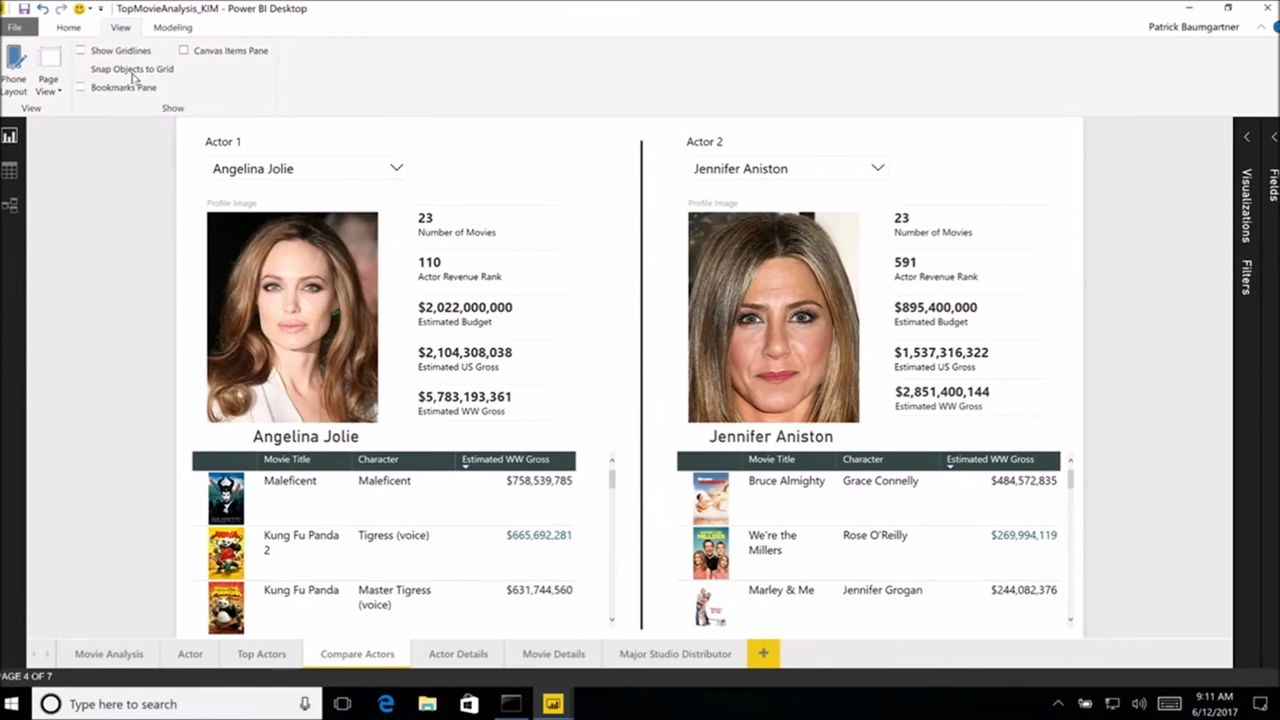 TopMovieAnalysis_KIM - Power BI Desktop
File Home View Modeling
Patrick Baumgartner
Phone Layout
Page View
Show Gridlines
Canvas Items Pane
Snap Objects to Grid
Bookmarks Pane
View
Show
Actor 1
Angelina Jolie
Profile Image
23
Number of Movies
110
Actor Revenue Rank
$2,022,000,000
Estimated Budget
$2,104,308,038
Estimated US Gross
$5,783,193,361
Estimated WW Gross
Angelina Jolie
Movie Title Character Estimated WW Gross
Maleficent Maleficent $758,539,785
Kung Fu Panda Tigress (voice) $665,692,281
2
Kung Fu Panda Master Tigress $631,744,560
(voice)
Actor 2
Jennifer Aniston
Profile Image
23
Number of Movies
591
Actor Revenue Rank
$895,400,000
Estimated Budget
$1,537,316,322
Estimated US Gross
$2,851,400,144
Estimated WW Gross
Jennifer Aniston
Movie Title Character Estimated WW Gross
Bruce Almighty Grace Connelly $484,572,835
We're the Rose O'Reilly $269,994,119
Millers
Marley & Me Jennifer Grogan $244,082,376
Visualizations
Filters
Fields
Movie Analysis Actor Top Actors Compare Actors Actor Details Movie Details Major Studio Distributor
PAGE 4 OF 7
Type here to search
9:11 AM
6/12/2017